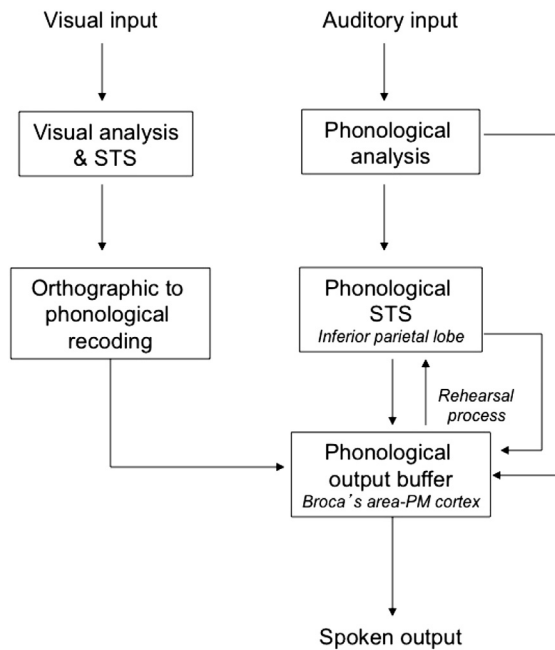 Visual input
Auditory input
Visual analysis
& STS
Phonological
analysis
Orthographic to
phonological
recoding
Phonological
STS
Inferior parietal lobe
Rehearsal
process
Phonological
output buffer
Broca´s area-PM cortex
Spoken output